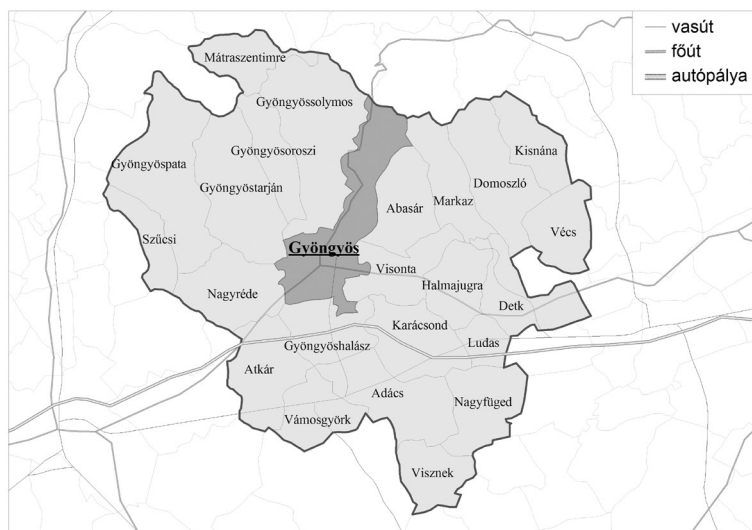 vasút
főút
autópálya
Mátraszentimre
Gyöngyössolymos
Gyöngyösoroszi
Gyöngyöspata
Gyöngyöstarján
Kisnána
Domoszló
Markaz
Abasár
Vécs
Szűcsi
Gyöngyös
Visonta
Halmajugra
Nagyréde
Detk
Karácsond
Gyöngyöshalász
Ludas
Atkár
Adács
Nagyfüged
Vámosgyörk
Visznek